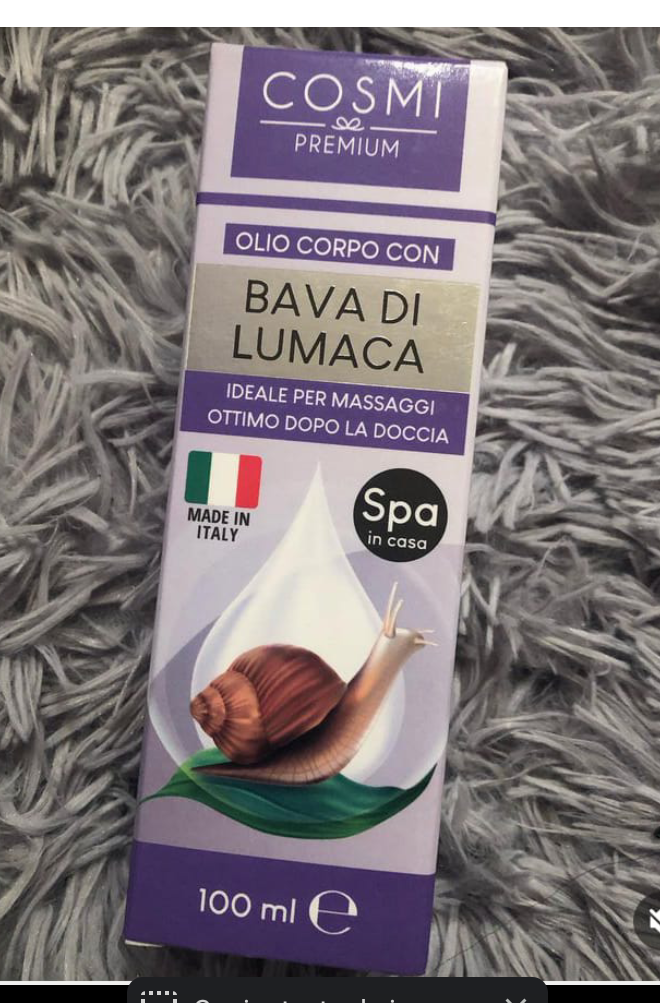 COSMI
PREMIUM
OLIO CORPO CON
BAVA DI
LUMACA
IDEALE PER MASSAGGI
OTTIMO DOPO LA DOCCIA
MADE IN
ITALY
Spa
in casa
100 ml ℮